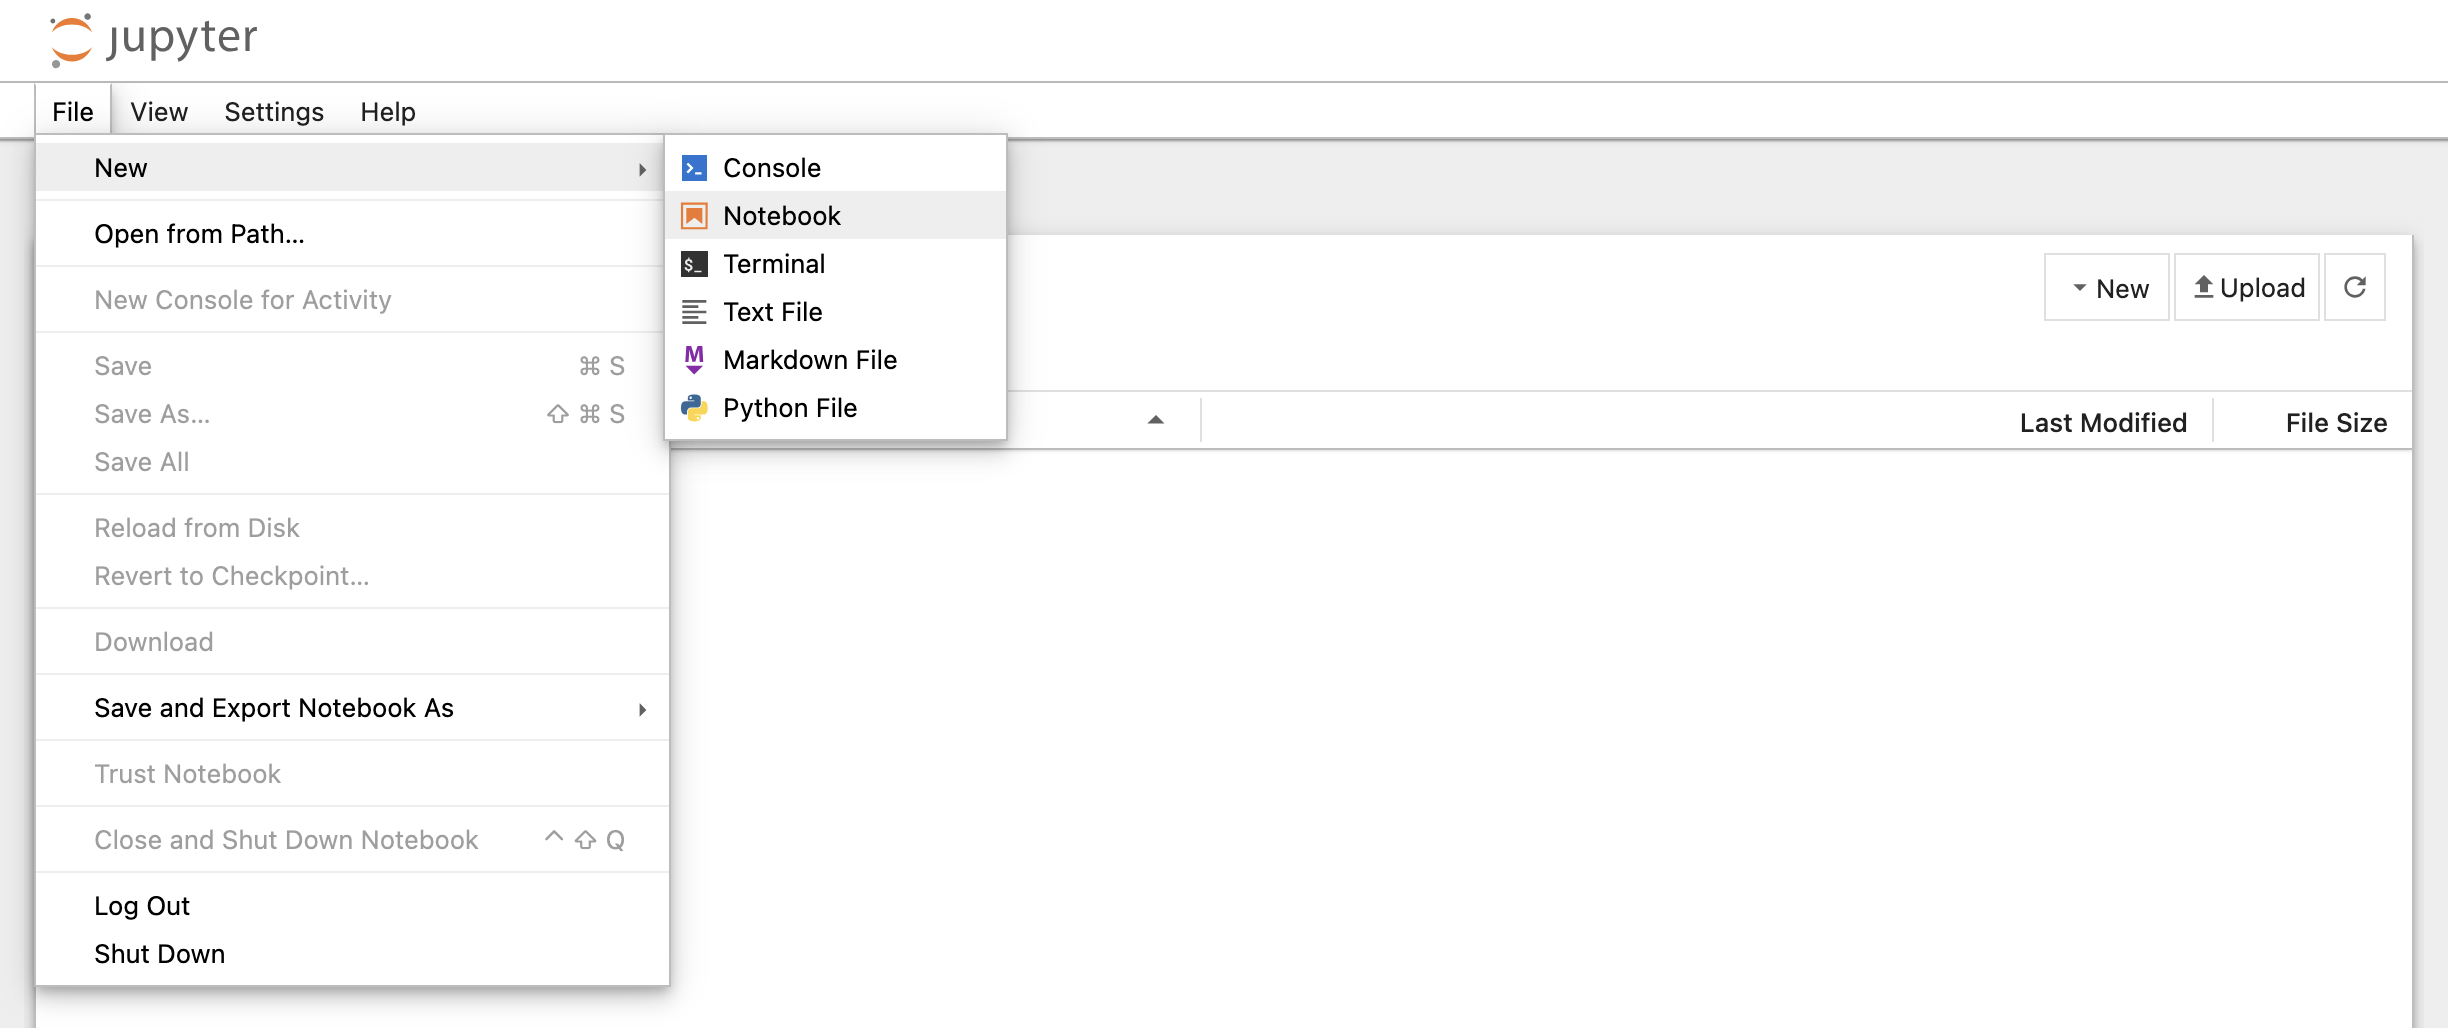 jupyter
File View Settings Help
New
Open from Path...
New Console for Activity
Save ⌘ S
Save As... ⇧ ⌘ S
Save All
Reload from Disk
Revert to Checkpoint...
Download
Save and Export Notebook As
Trust Notebook
Close and Shut Down Notebook ^ ⇧ Q
Log Out
Shut Down
>_ Console
Notebook
$_ Terminal
Text File
M Markdown File
Python File
New Upload
Last Modified File Size